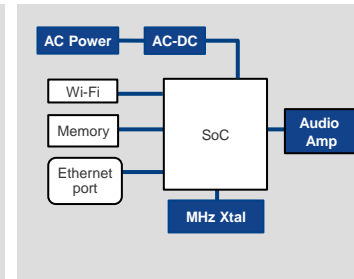 AC Power
AC-DC
Wi-Fi
Memory
SoC
Audio
Amp
Ethernet
port
MHz Xtal